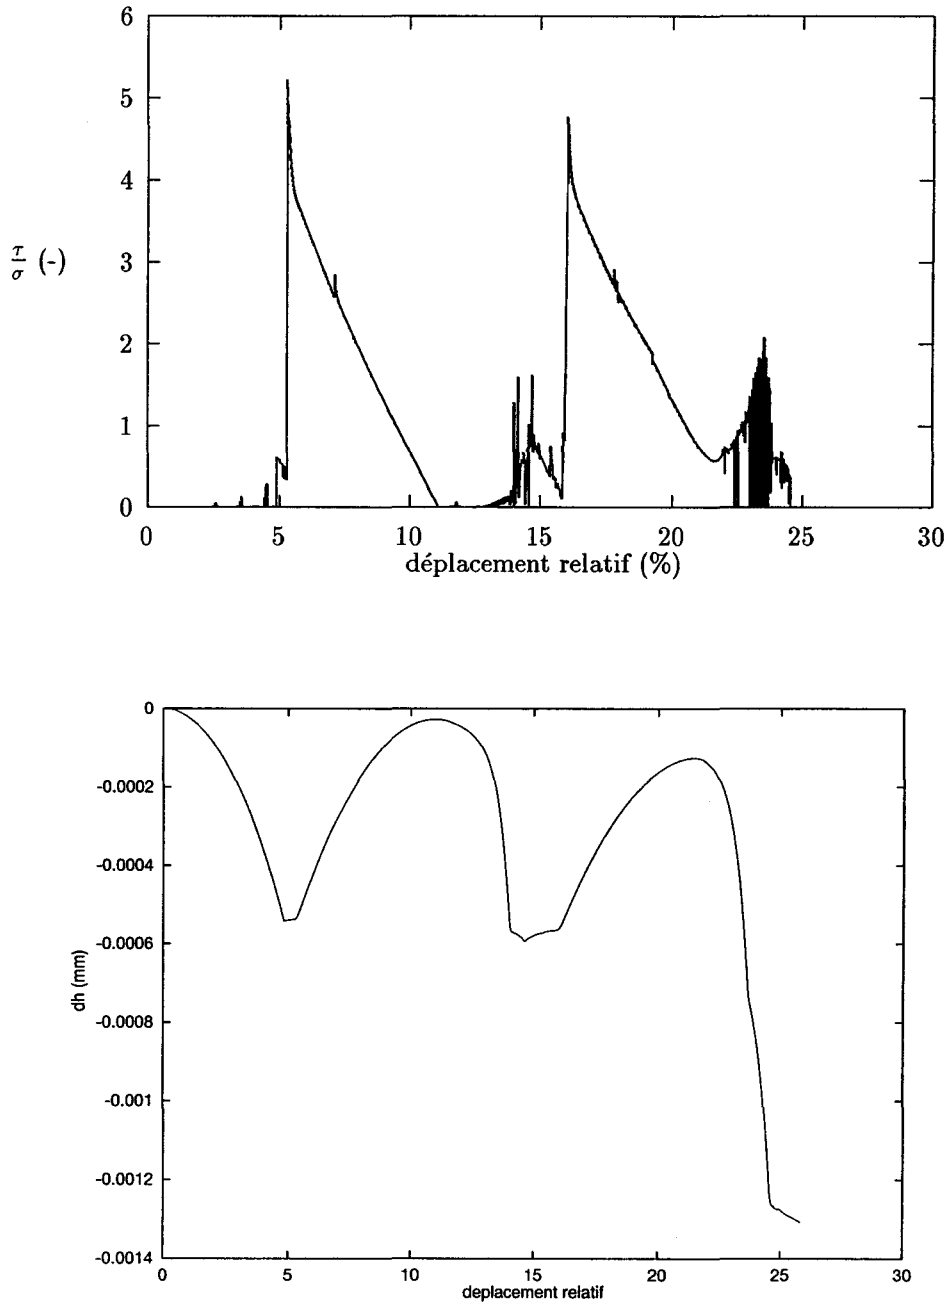 6
5
4
3
2
1
0
τ/σ (-)
0 5 10 15 20 25 30
déplacement relatif (%)
0
-0.0002
-0.0004
-0.0006
-0.0008
-0.001
-0.0012
-0.0014
dh (mm)
0 5 10 15 20 25 30
deplacement relatif